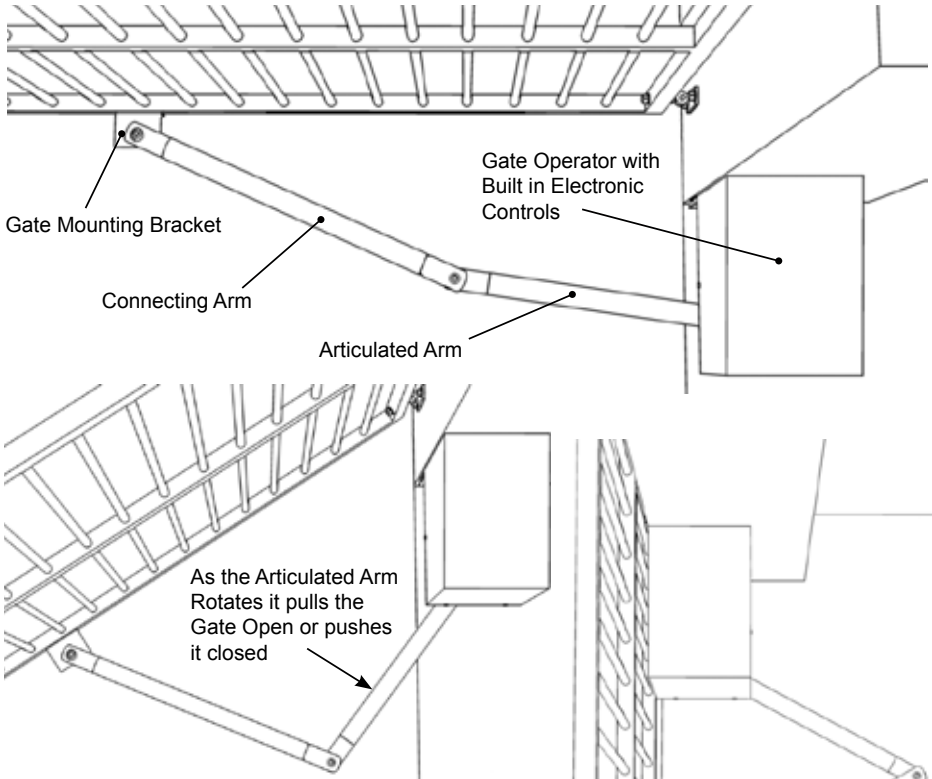 Gate Operator with
Built in Electronic
Controls
Gate Mounting Bracket
Connecting Arm
Articulated Arm
As the Articulated Arm
Rotates it pulls the
Gate Open or pushes
it closed